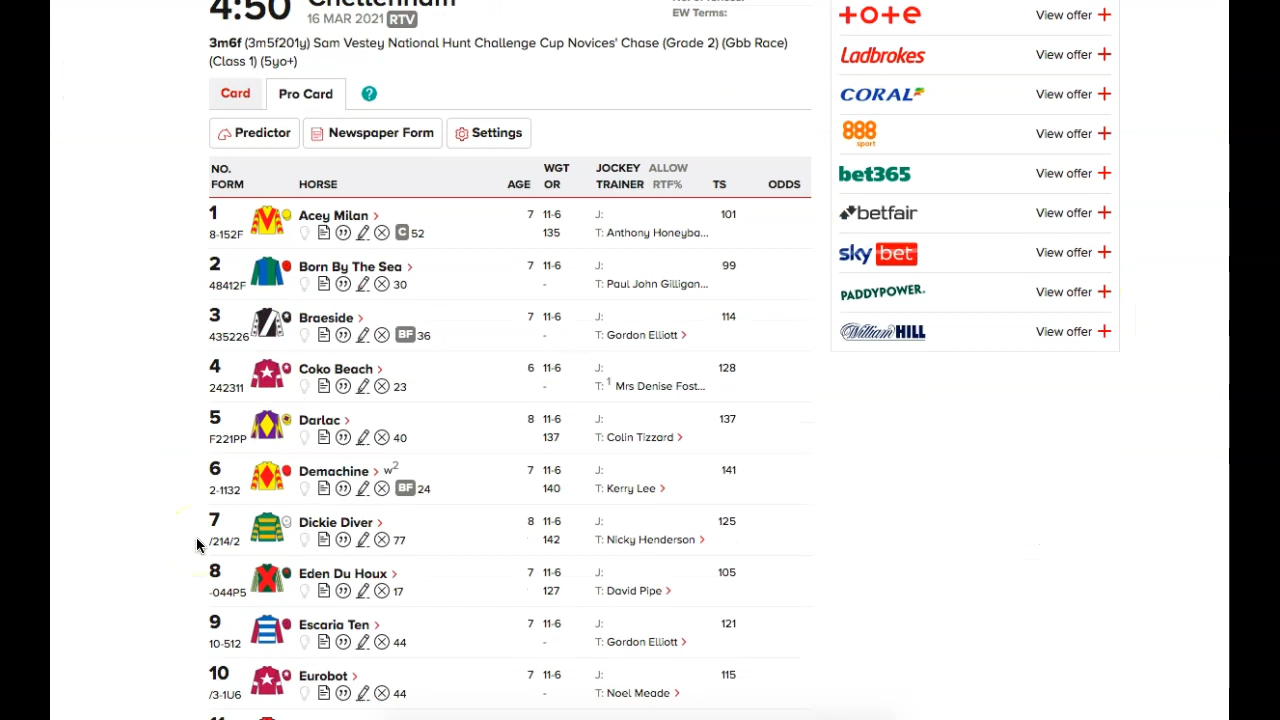 4:50 Cheltenham
16 MAR 2021 RTV
EW Terms:
3m6f (3m5f201y) Sam Vestey National Hunt Challenge Cup Novices' Chase (Grade 2) (Gbb Race)
(Class 1) (5yo+)
Card Pro Card ?
Predictor Newspaper Form Settings
NO. WGT JOCKEY ALLOW
FORM HORSE AGE OR TRAINER RTF% TS ODDS
1 Acey Milan > 7 11-6 J: 101
8-152F C 52 135 T: Anthony Honeyba...
2 Born By The Sea > 7 11-6 J: 99
48412F 30 - T: Paul John Gilligan...
3 Braeside > 7 11-6 J: 114
435226 BF 36 - T: Gordon Elliott >
4 Coko Beach > 6 11-6 J: 128
242311 23 - T: 1 Mrs Denise Fost...
5 Darlac > 8 11-6 J: 137
F221PP 40 137 T: Colin Tizzard >
6 Demachine > w2 7 11-6 J: 141
2-1132 BF 24 140 T: Kerry Lee >
7 Dickie Diver > 8 11-6 J: 125
/214/2 77 142 T: Nicky Henderson >
8 Eden Du Houx > 7 11-6 J: 105
-044P5 17 127 T: David Pipe >
9 Escaria Ten > 7 11-6 J: 121
10-512 44 - T: Gordon Elliott >
10 Eurobot > 7 11-6 J: 115
/3-1U6 44 - T: Noel Meade >
tote View offer +
Ladbrokes View offer +
CORAL View offer +
888 sport View offer +
bet365 View offer +
betfair View offer +
sky bet View offer +
PADDYPOWER. View offer +
William HILL View offer +